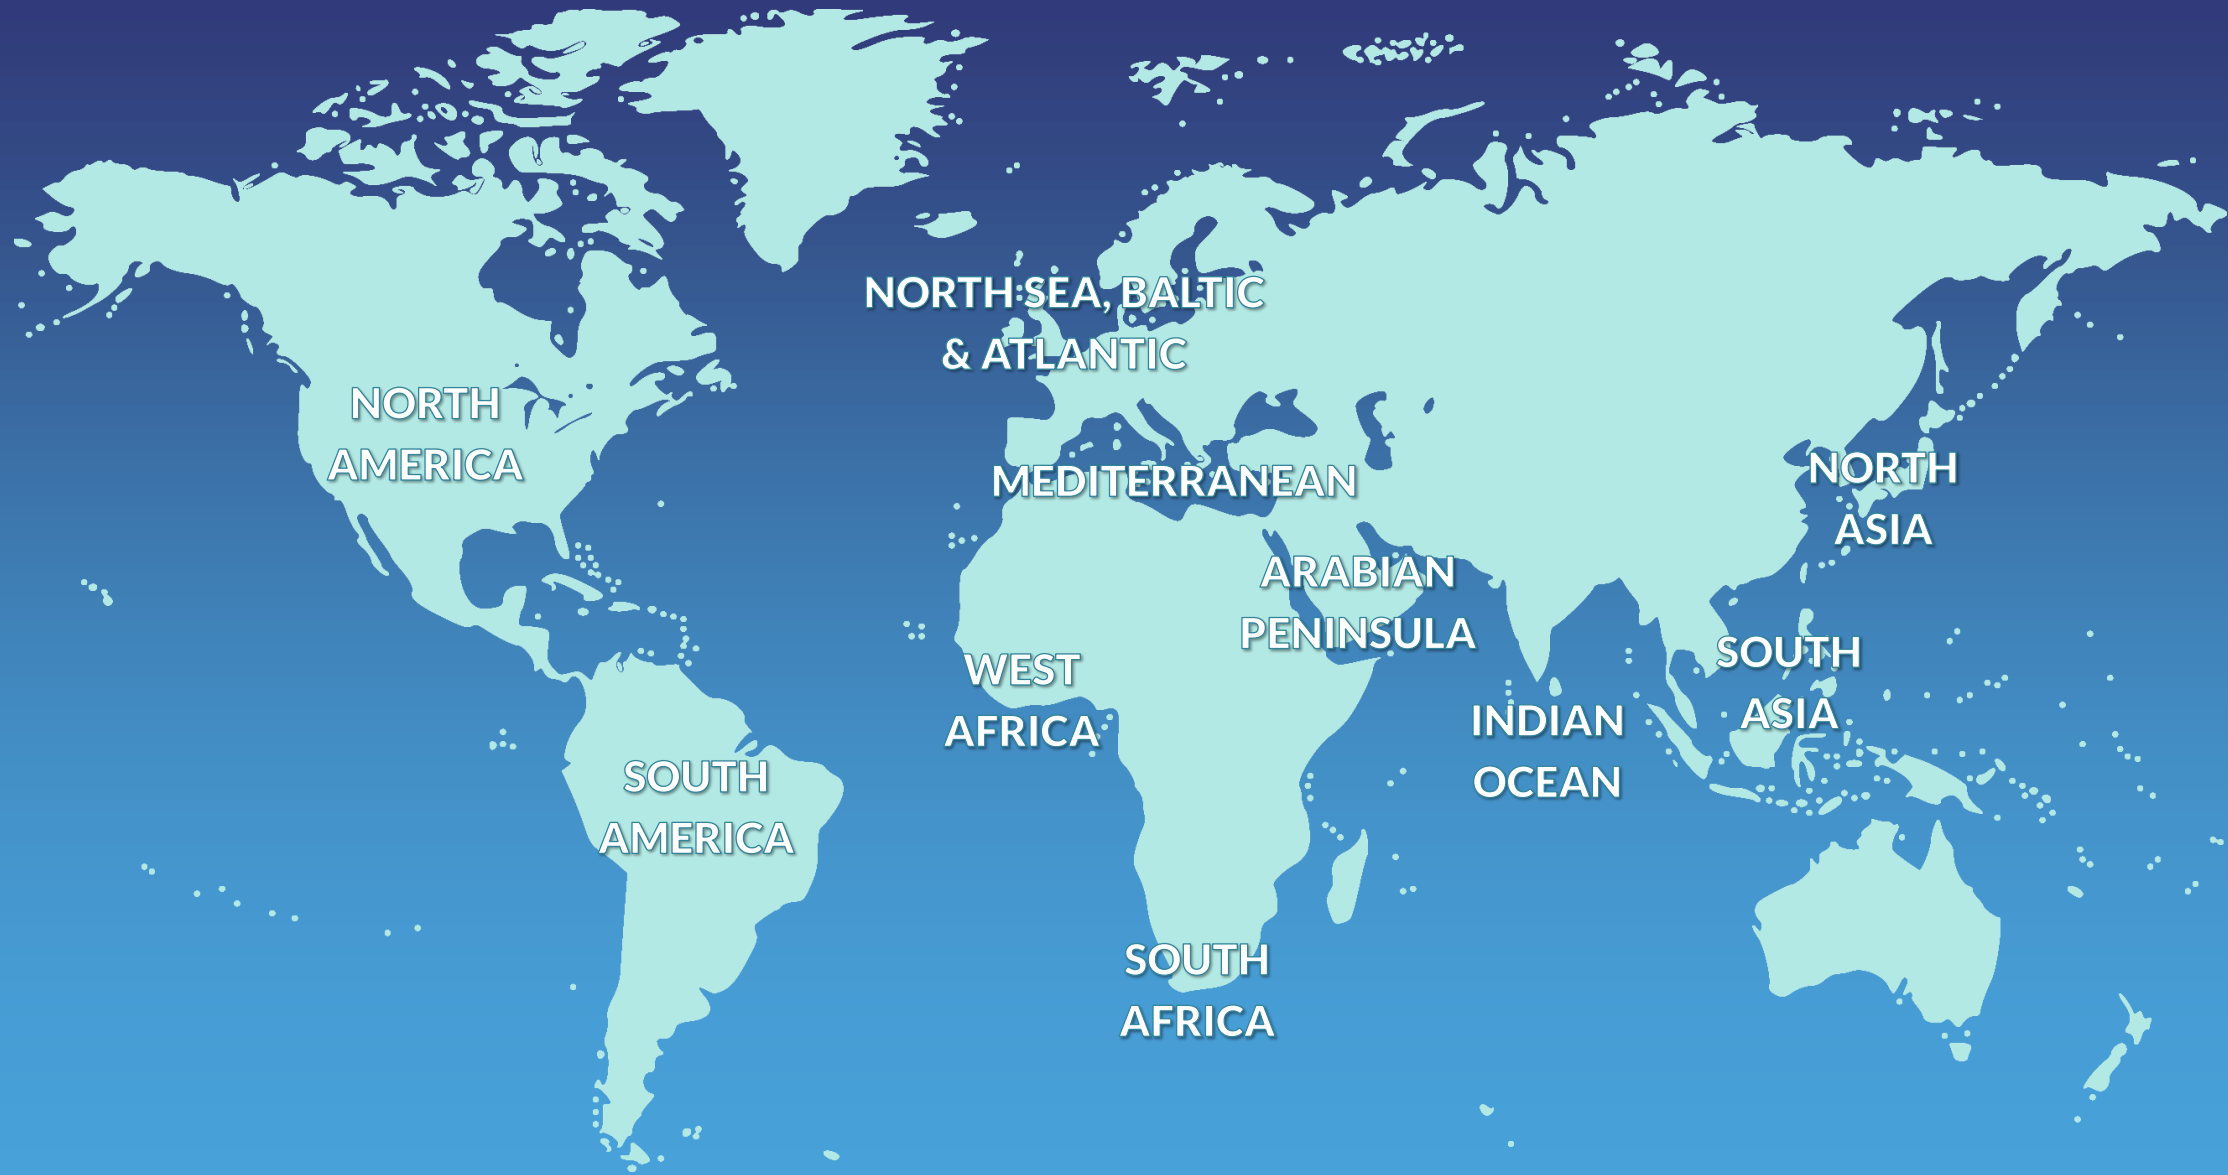 NORTH SEA, BALTIC
& ATLANTIC
NORTH
AMERICA
MEDITERRANEAN
NORTH
ASIA
ARABIAN
PENINSULA
WEST
AFRICA
SOUTH
ASIA
INDIAN
OCEAN
SOUTH
AMERICA
SOUTH
AFRICA